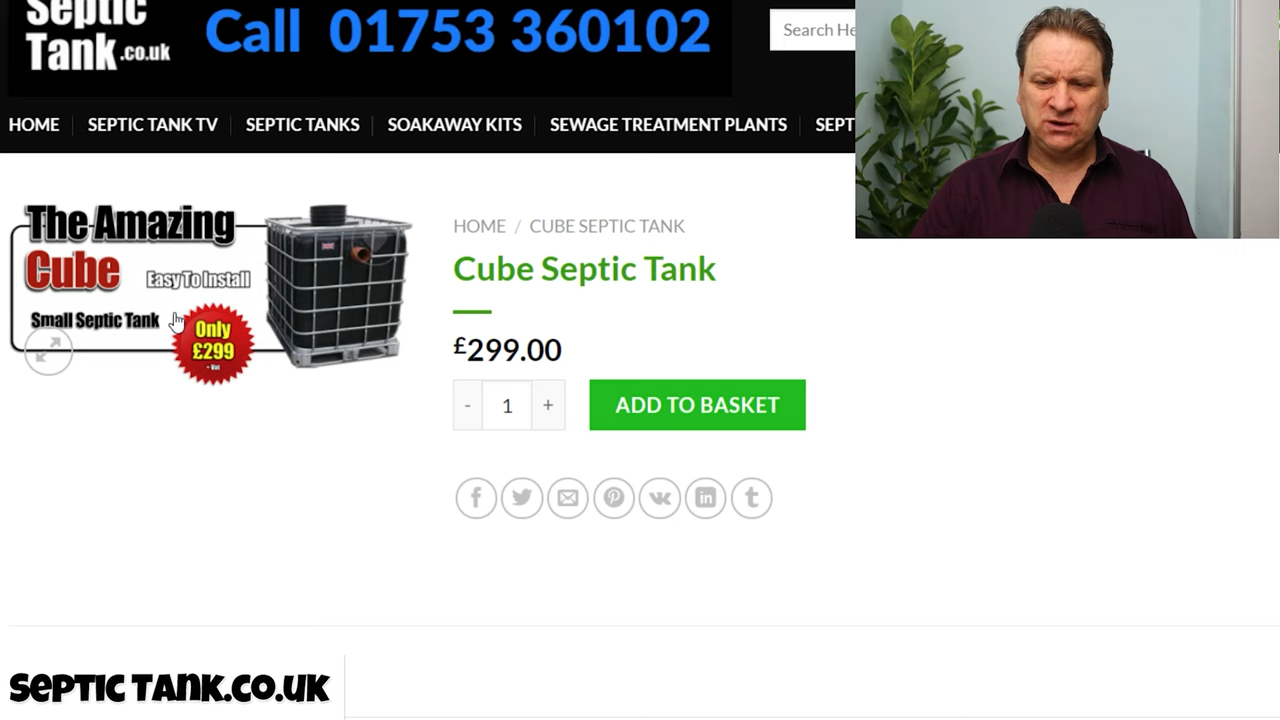 Septic
Tank.co.uk
Call 01753 360102
Search He
HOME
SEPTIC TANK TV
SEPTIC TANKS
SOAKAWAY KITS
SEWAGE TREATMENT PLANTS
SEPT
The Amazing
Cube
Easy To Install
Small Septic Tank
Only
£299
+ Vat
HOME / CUBE SEPTIC TANK
Cube Septic Tank
£299.00
- 1 +
ADD TO BASKET
SEPTIC TANK.CO.UK